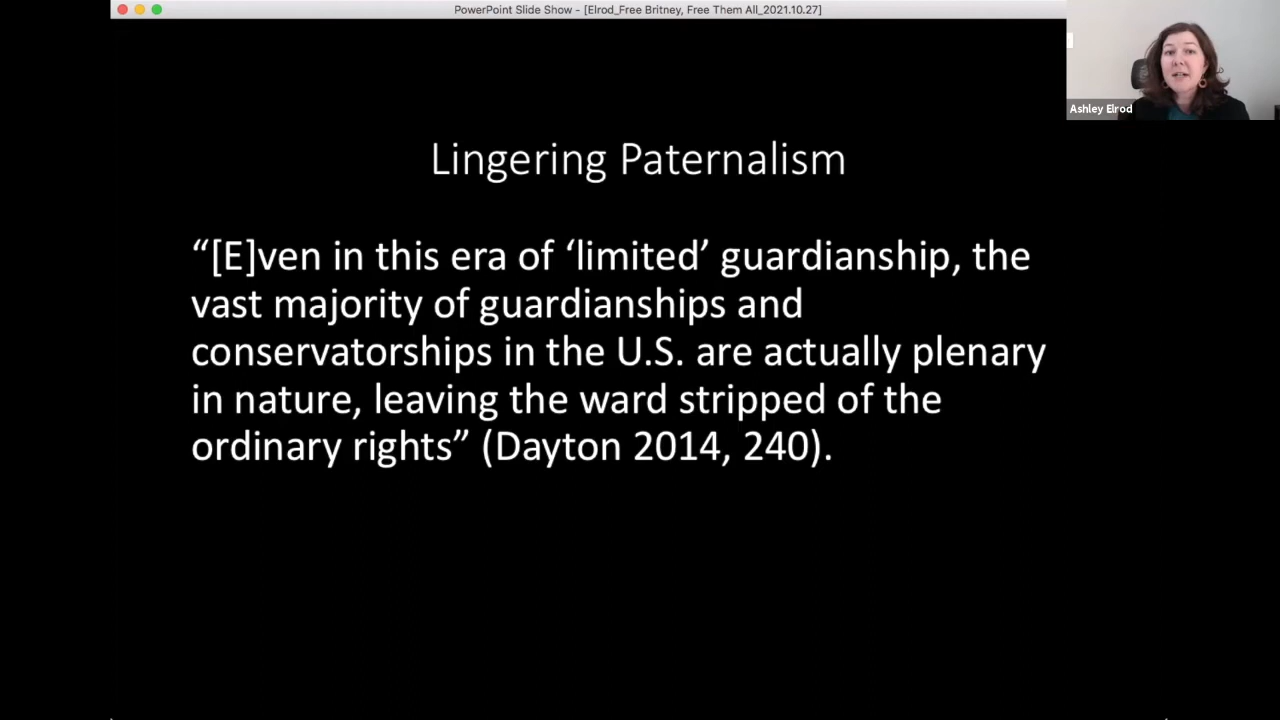 PowerPoint Slide Show - [Elrod_Free Britney, Free Them All_2021.10.27]
Ashley Elrod
Lingering Paternalism
“[E]ven in this era of ‘limited’ guardianship, the
vast majority of guardianships and
conservatorships in the U.S. are actually plenary
in nature, leaving the ward stripped of the
ordinary rights” (Dayton 2014, 240).